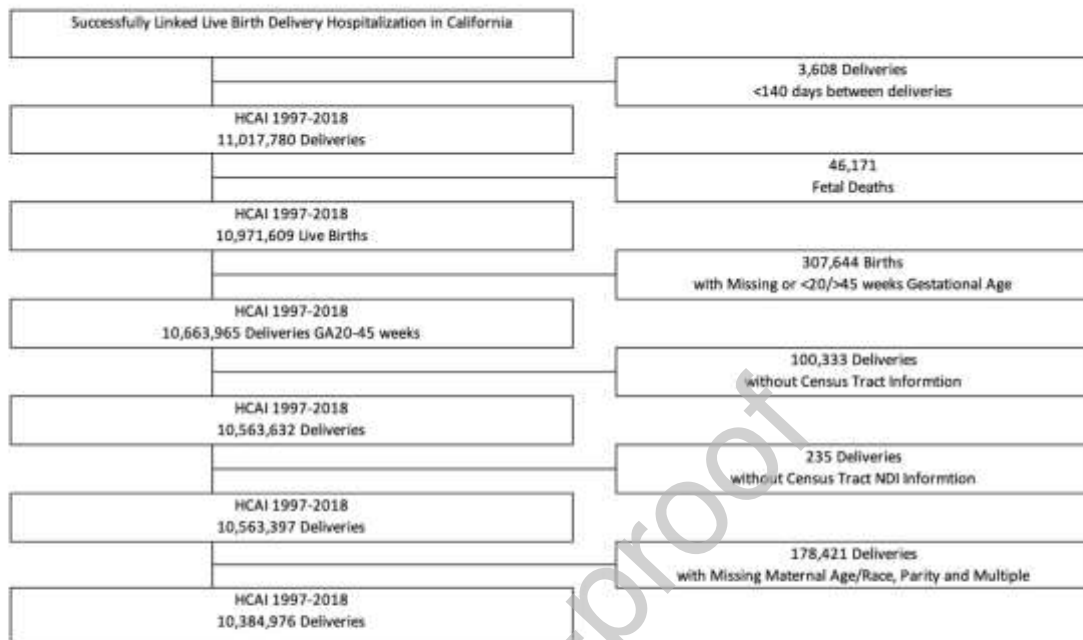 Successfully Linked Live Birth Delivery Hospitalization in California
3,608 Deliveries
<140 days between deliveries
HCAI 1997-2018
11,017,780 Deliveries
46,171
Fetal Deaths
HCAI 1997-2018
10,971,609 Live Births
307,644 Births
with Missing or <20/>45 weeks Gestational Age
HCAI 1997-2018
10,663,965 Deliveries GA20-45 weeks
100,333 Deliveries
without Census Tract Informtion
HCAI 1997-2018
10,563,632 Deliveries
235 Deliveries
without Census Tract NDI Informtion
HCAI 1997-2018
10,563,397 Deliveries
178,421 Deliveries
with Missing Maternal Age/Race, Parity and Multiple
HCAI 1997-2018
10,384,976 Deliveries
proof